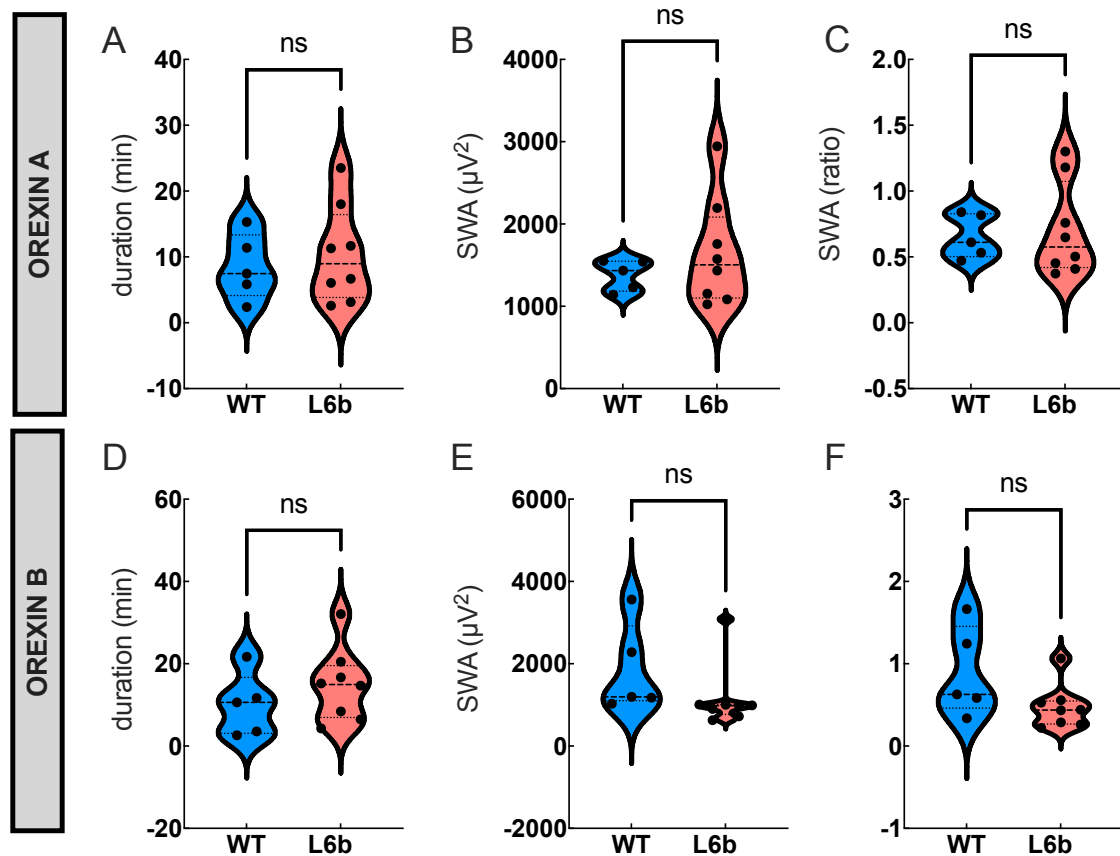 OREXIN A
A
ns
duration (min)
40
30
20
10
0
-10
WT
L6b
B
ns
SWA (µV²)
4000
3000
2000
1000
0
WT
L6b
C
ns
SWA (ratio)
2.0
1.5
1.0
0.5
0.0
-0.5
WT
L6b
OREXIN B
D
ns
duration (min)
60
40
20
0
-20
WT
L6b
E
ns
SWA (µV²)
6000
4000
2000
0
-2000
WT
L6b
F
ns
3
2
1
0
-1
WT
L6b